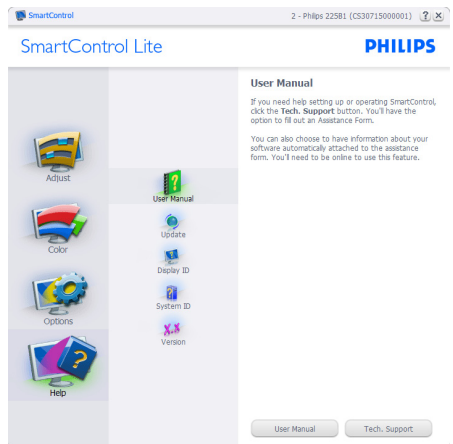 SmartControl
2 - Philips 225B1 (CS30715000001)
SmartControl Lite
PHILIPS
Adjust
Color
Options
Help
User Manual
Update
Display ID
System ID
X.X
Version
User Manual
If you need help setting up or operating SmartControl,
click the Tech. Support button. You'll have the
option to fill out an Assistance Form.
You can also choose to have information about your
software automatically attached to the assistance
form. You'll need to be online to use this feature.
User Manual
Tech. Support